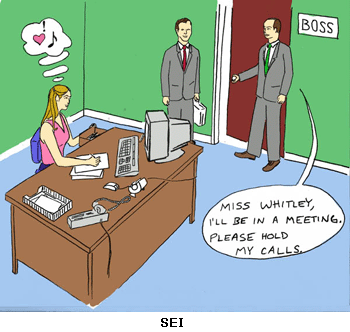 BOSS
MISS WHITLEY,
I'LL BE IN A MEETING.
PLEASE HOLD
MY CALLS.
SEI